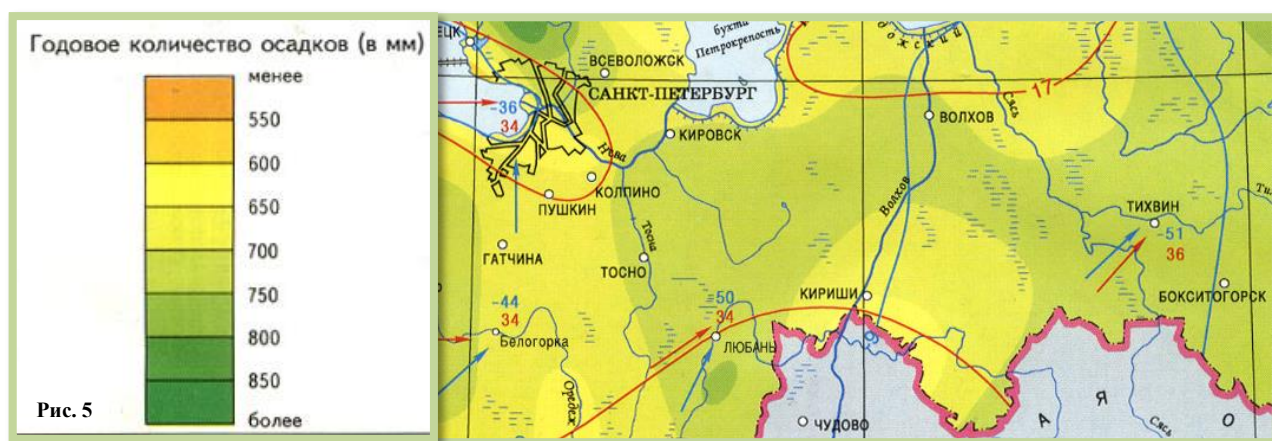 Годовое количество осадков (в мм)
менее
550
600
650
700
750
800
850
более
Рис. 5
ЕЦК
бухта
Петрокрепость
ВСЕВОЛОЖСК
САНКТ-ПЕТЕРБУРГ
-36
34
КИРОВСК
Нева
КОЛПИНО
ПУШКИН
ГАТЧИНА
Тосна
ТОСНО
-44
34
Белогорка
Оредеж
-50
34
ЛЮБАНЬ
17
Сясь
ВОЛХОВ
Волхов
ТИХВИН
-51
36
БОКСИТОГОРСК
КИРИШИ
ЧУДОВО
А Я О
Сясь